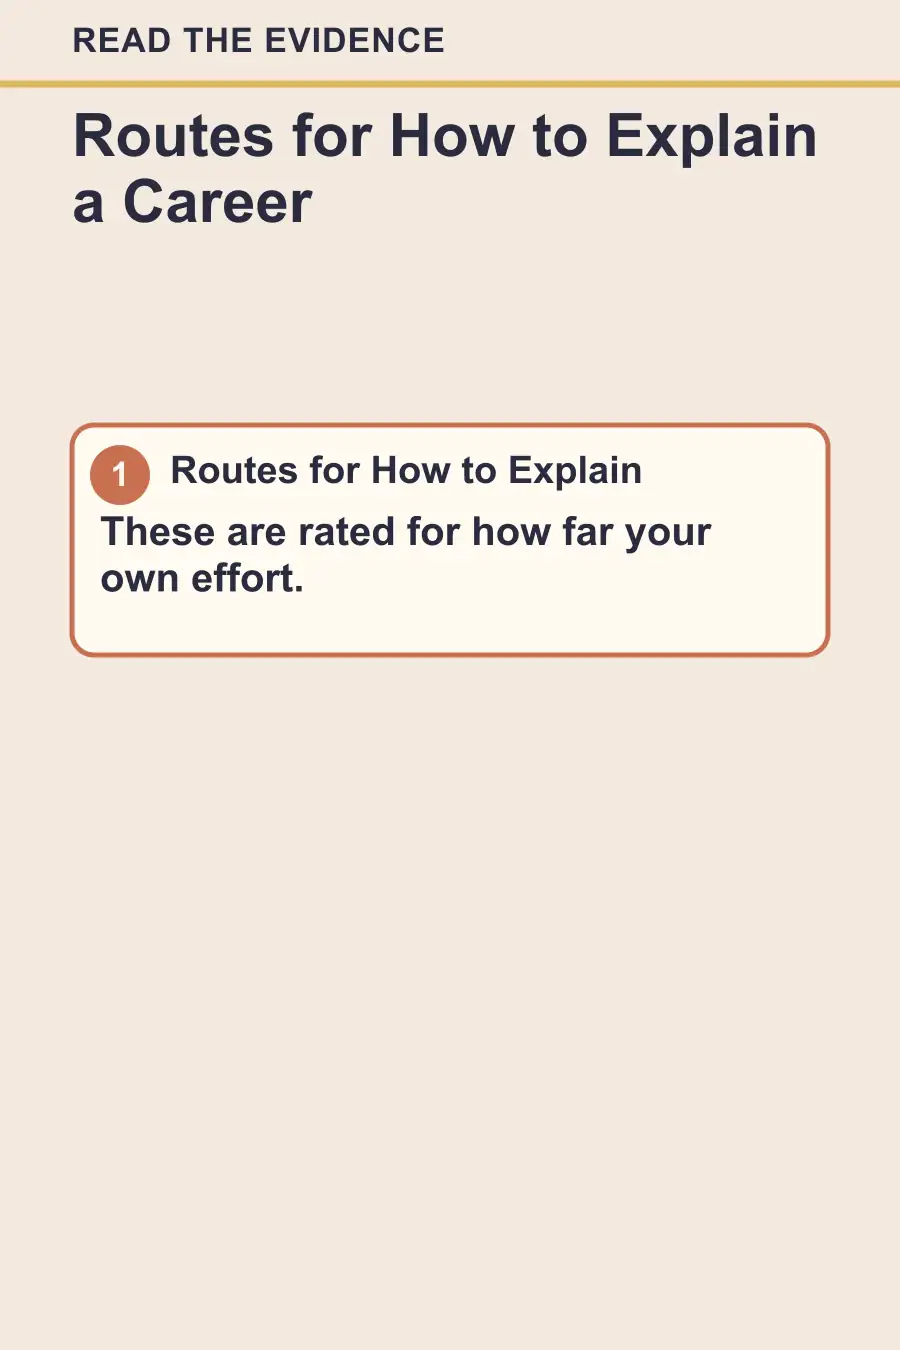 READ THE EVIDENCE
Routes for How to Explain
a Career
1 Routes for How to Explain
These are rated for how far your
own effort.